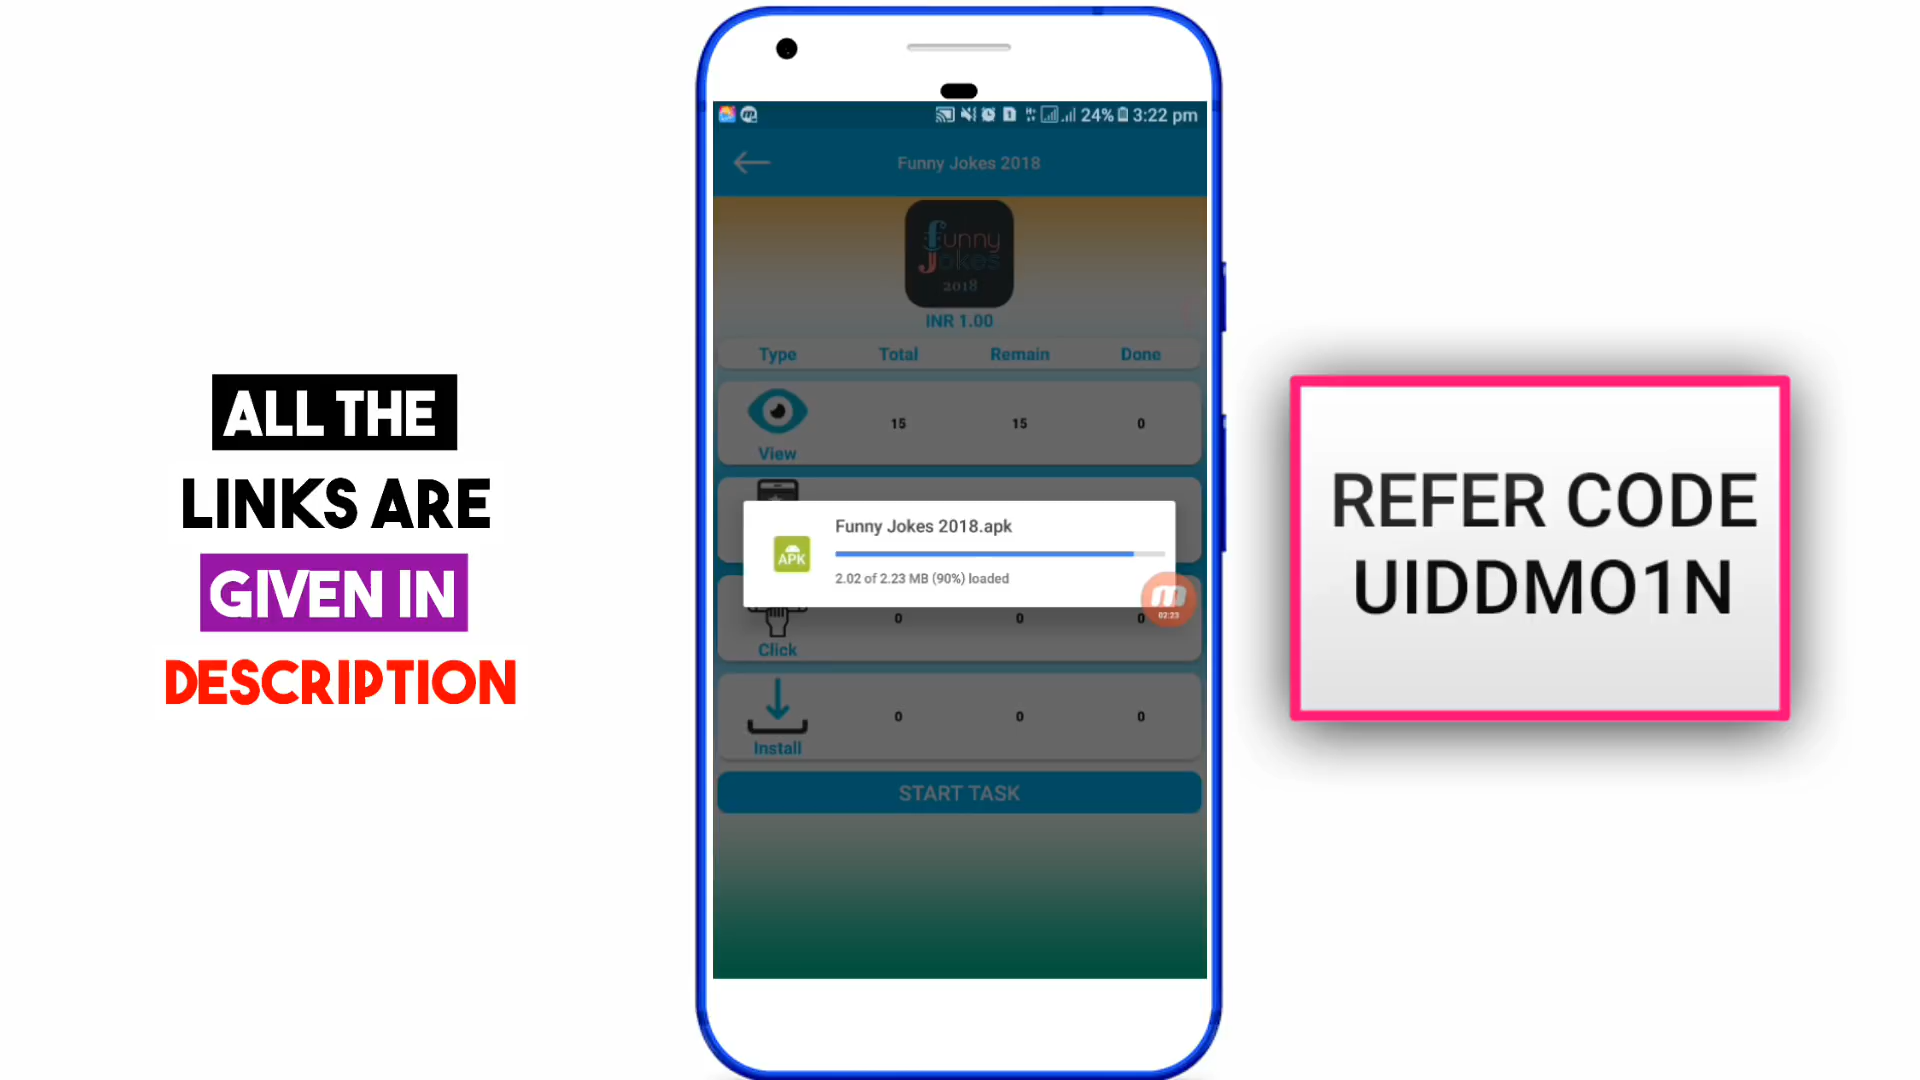 ALL THE
LINKS ARE
GIVEN IN
DESCRIPTION
24% 3:22 pm
Funny Jokes 2018
Funny
Jokes
2018
INR 1.00
Type Total Remain Done
15 15 0
View
Funny Jokes 2018.apk
APK
2.02 of 2.23 MB (90%) loaded
02:23
0 0 0
Click
0 0 0
Install
START TASK
REFER CODE
UIDDMO1N